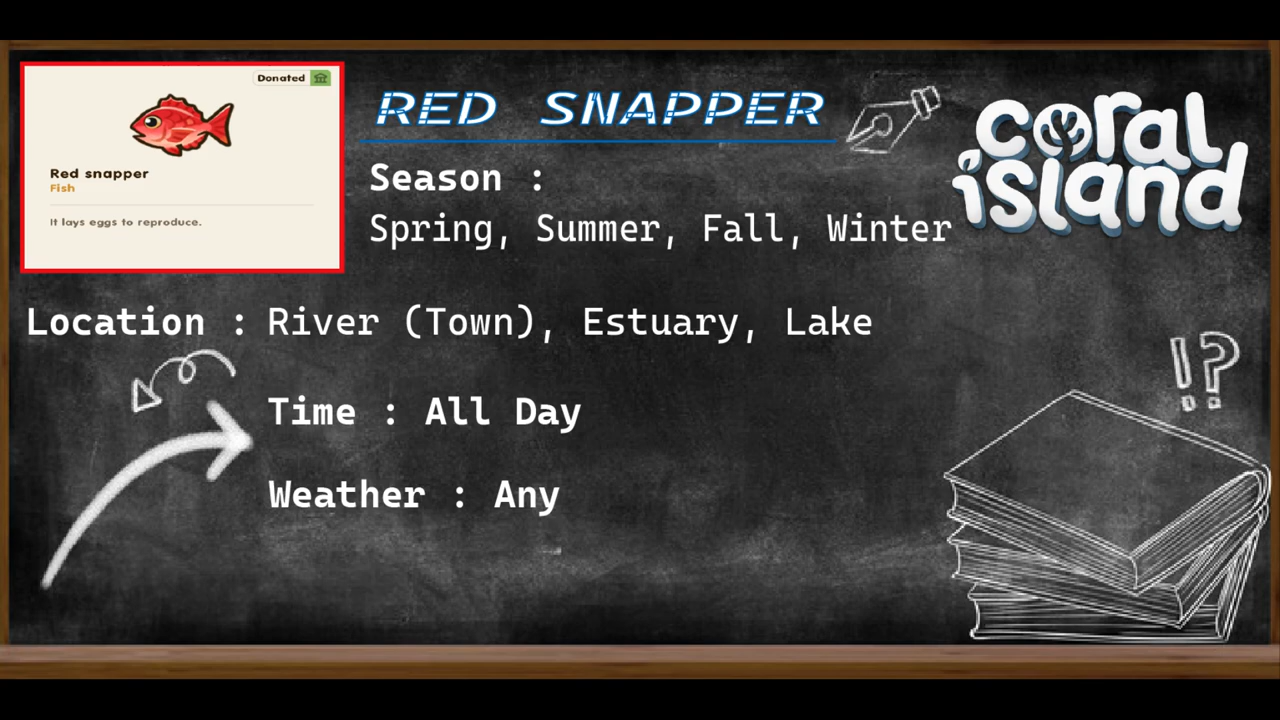 Donated
Red snapper
Fish
It lays eggs to reproduce.
RED SNAPPER
coral
island
Season :
Spring, Summer, Fall, Winter
Location : River (Town), Estuary, Lake
!?
Time : All Day
Weather : Any